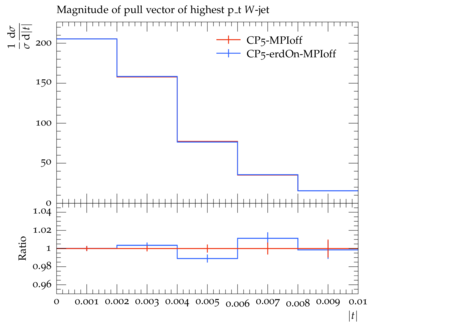 Magnitude of pull vector of highest p_t W-jet
1/σ dσ/d|t|
CP5-MPIoff
CP5-erdOn-MPIoff
200
150
100
50
0
Ratio
1.04
1.02
1
0.98
0.96
0 0.001 0.002 0.003 0.004 0.005 0.006 0.007 0.008 0.009 0.01
|t|